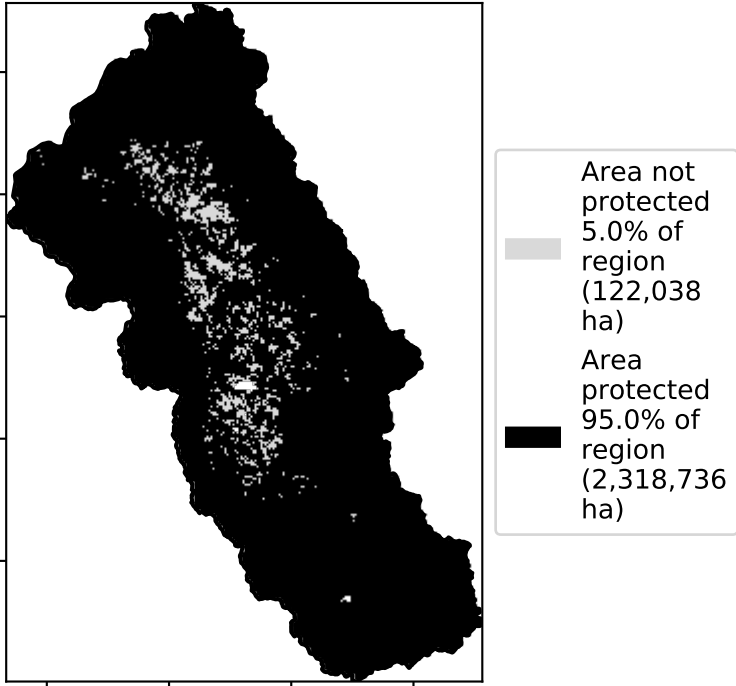 Area not
protected
5.0% of
region
(122,038
ha)
Area
protected
95.0% of
region
(2,318,736
ha)